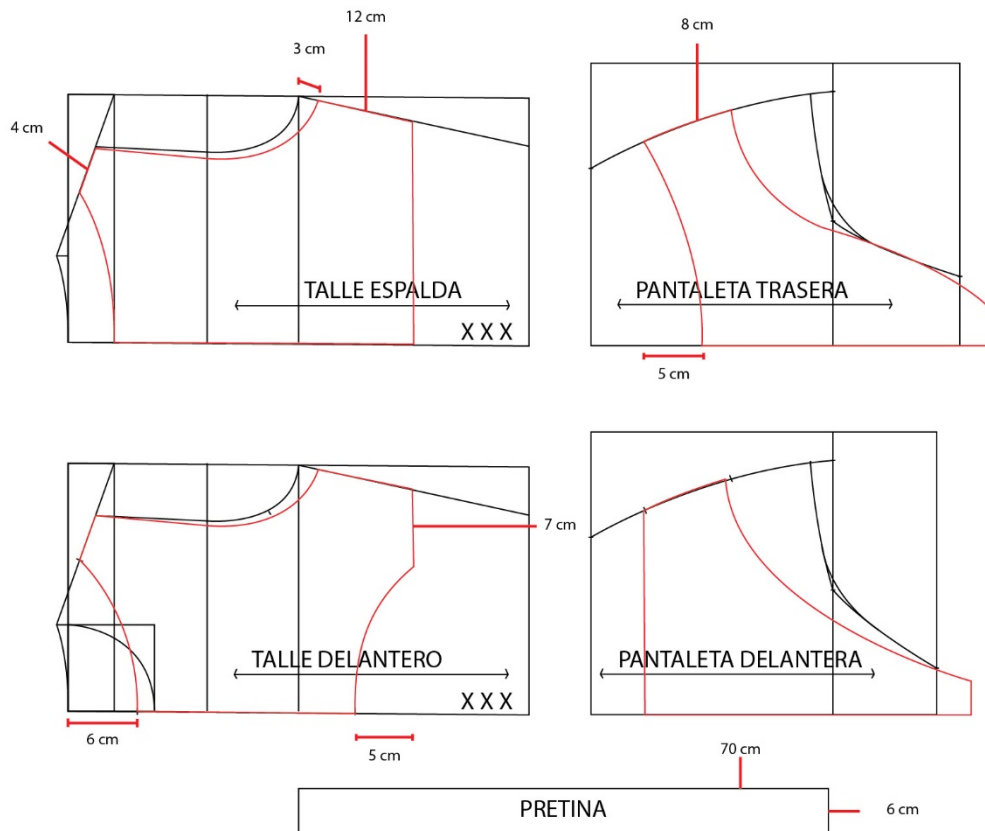 12 cm
3 cm
8 cm
4 cm
TALLE ESPALDA
X X X
PANTALETA TRASERA
5 cm
7 cm
TALLE DELANTERO
X X X
PANTALETA DELANTERA
6 cm
5 cm
70 cm
PRETINA
6 cm